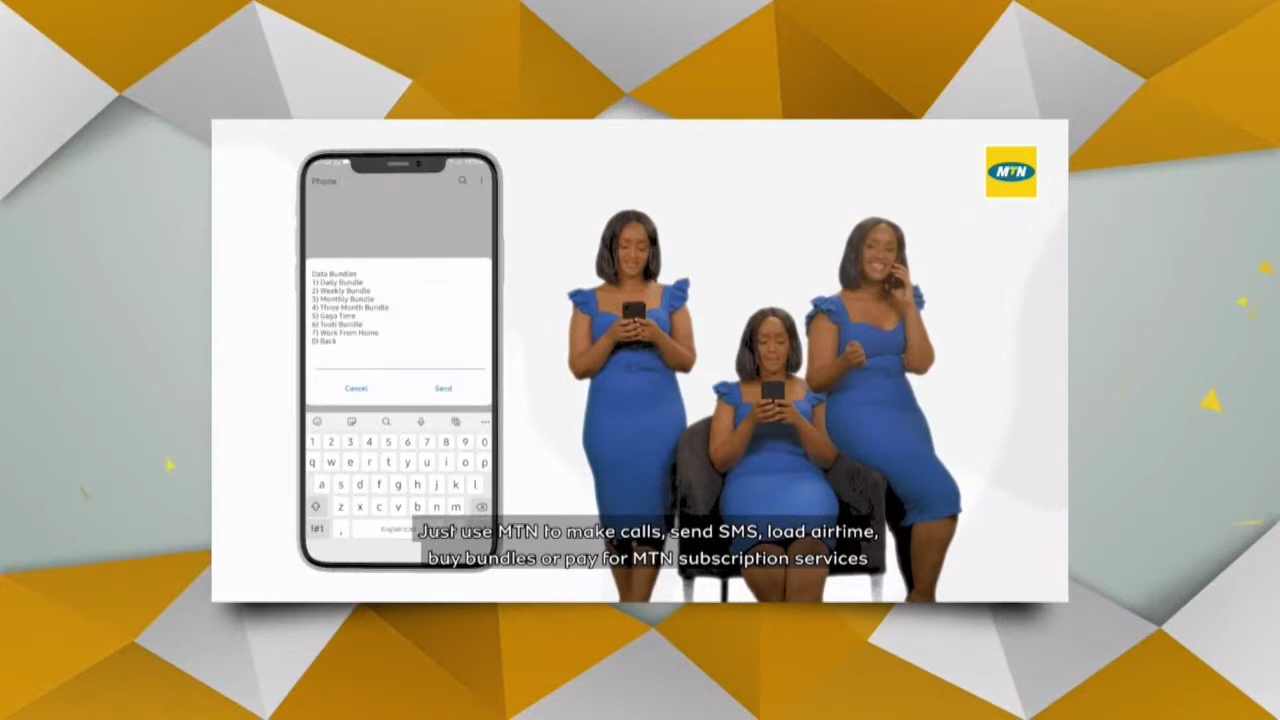 MTN
Phone
Data Bundles
1) Daily Bundle
2) Weekly Bundle
3) Monthly Bundle
4) Three Month Bundle
5) Gaga Time
6) Tooti Bundle
7) Work From Home
0) Back
Cancel
Send
1 2 3 4 5 6 7 8 9 0
q w e r t y u i o p
a s d f g h j k l
z x c v b n m
!#1 , English
Just use MTN to make calls, send SMS, load airtime,
buy bundles or pay for MTN subscription services